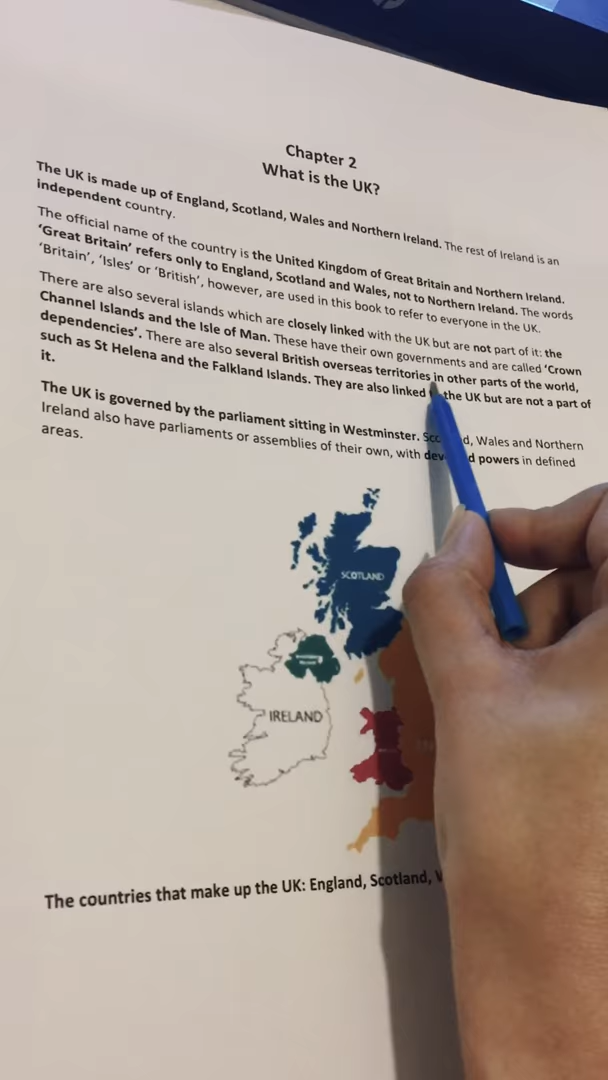 Chapter 2
What is the UK?
The UK is made up of England, Scotland, Wales and Northern Ireland. The rest of Ireland is an
independent country.
The official name of the country is the United Kingdom of Great Britain and Northern Ireland.
‘Great Britain’ refers only to England, Scotland and Wales, not to Northern Ireland. The words
‘Britain’, ‘Isles’ or ‘British’, however, are used in this book to refer to everyone in the UK.
There are also several islands which are closely linked with the UK but are not part of it: the
Channel Islands and the Isle of Man. These have their own governments and are called ‘Crown
dependencies’. There are also several British overseas territories in other parts of the world,
such as St Helena and the Falkland Islands. They are also linked the UK but are not a part of
it.
The UK is governed by the parliament sitting in Westminster. Wales and Northern
Ireland also have parliaments or assemblies of their own, with powers in defined
areas.
SCOTLAND
IRELAND
The countries that make up the UK: England, Scotland,